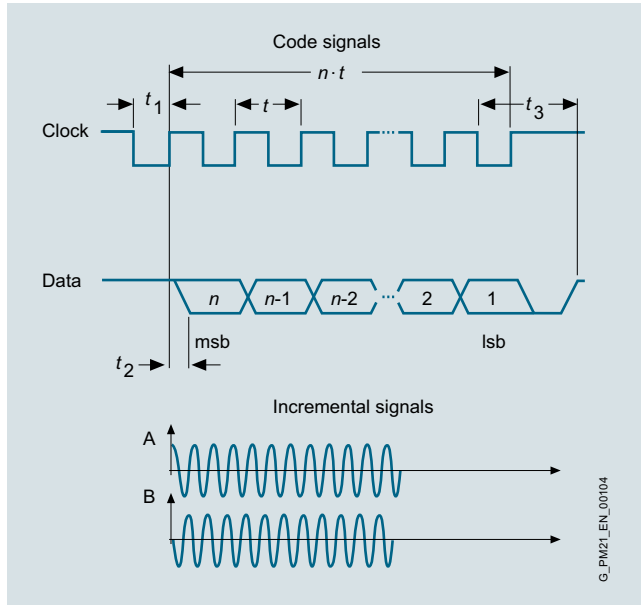 Code signals
n·t
t1
t
t3
Clock
Data
n
n-1
n-2
2
1
msb
lsb
t2
Incremental signals
A
B
G_PM21_EN_00104